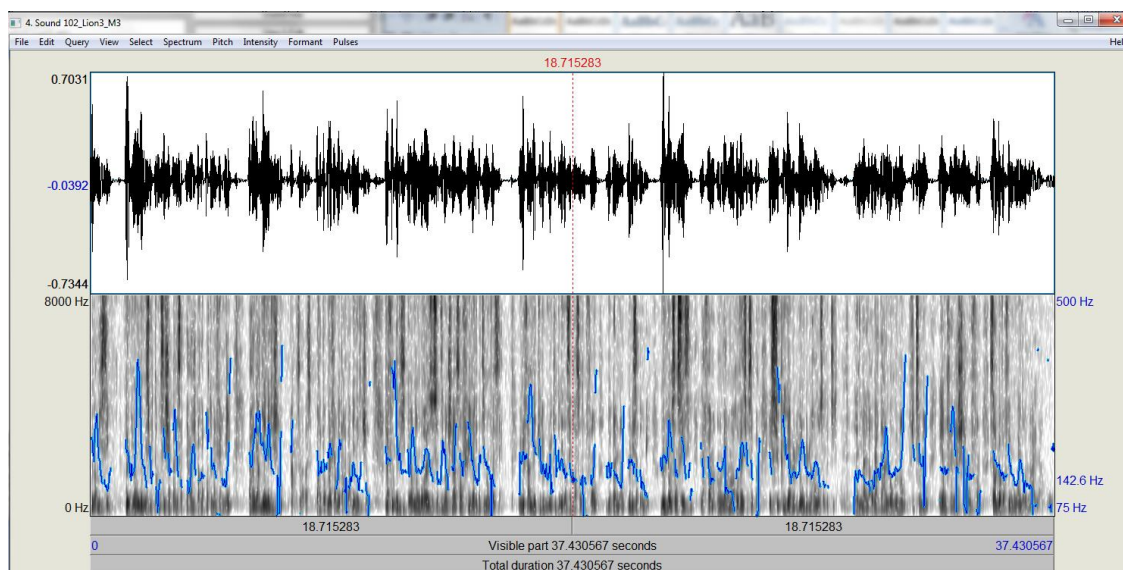 4. Sound 102_Lion3_M3
File Edit Query View Select Spectrum Pitch Intensity Formant Pulses Hel
18.715283
0.7031
-0.0392
-0.7344
8000 Hz 500 Hz
142.6 Hz
0 Hz 75 Hz
18.715283 18.715283
0 Visible part 37.430567 seconds 37.430567
Total duration 37.430567 seconds